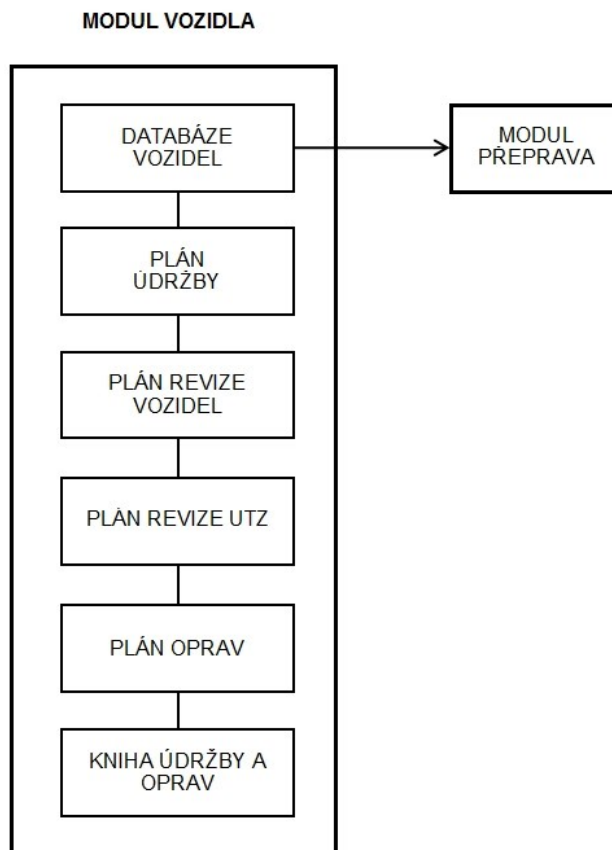 MODUL VOZIDLA
DATABÁZE
VOZIDEL
MODUL
PŘEPRAVA
PLÁN
ÚDRŽBY
PLÁN REVIZE
VOZIDEL
PLÁN REVIZE UTZ
PLÁN OPRAV
KNIHA ÚDRŽBY A
OPRAV